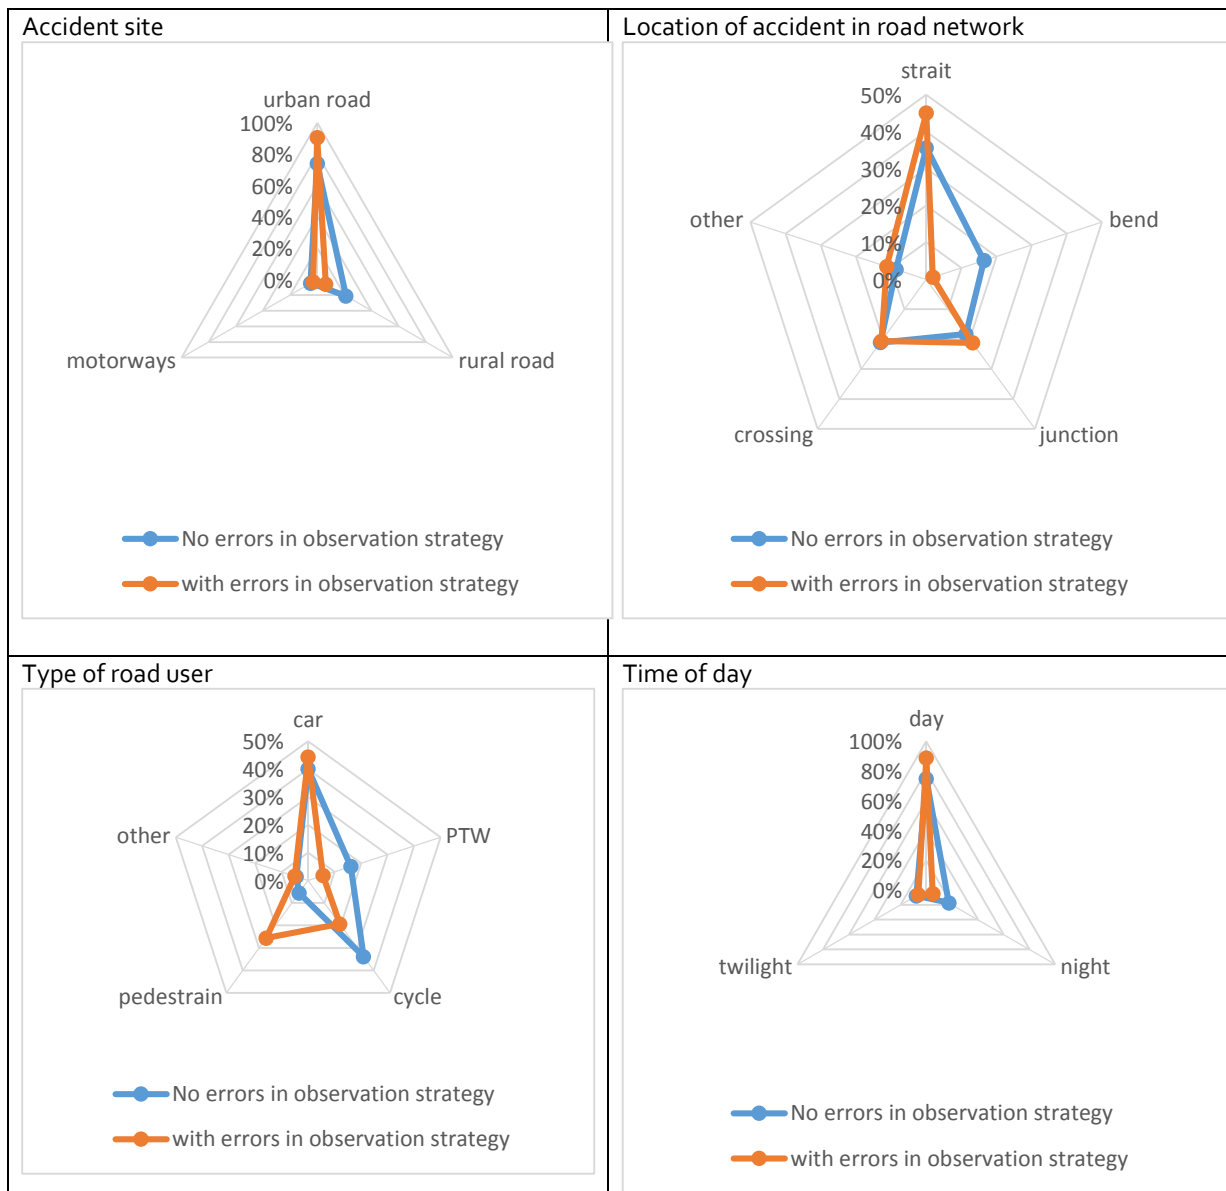 Accident site
urban road
100%
80%
60%
40%
20%
0%
motorways
rural road
No errors in observation strategy
with errors in observation strategy
Location of accident in road network
strait
50%
40%
30%
20%
10%
0%
other
bend
crossing
junction
No errors in observation strategy
with errors in observation strategy
Type of road user
car
50%
40%
30%
20%
10%
0%
other
PTW
pedestrain
cycle
No errors in observation strategy
with errors in observation strategy
Time of day
day
100%
80%
60%
40%
20%
0%
twilight
night
No errors in observation strategy
with errors in observation strategy